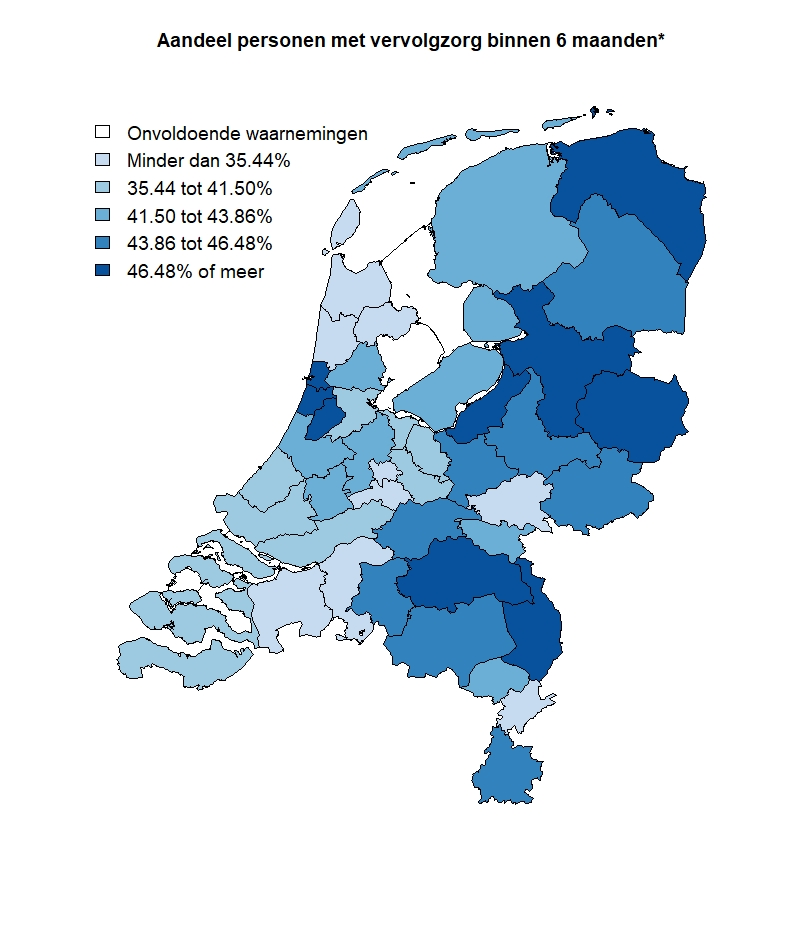 Aandeel personen met vervolgzorg binnen 6 maanden*
Onvoldoende waarnemingen
Minder dan 35.44%
35.44 tot 41.50%
41.50 tot 43.86%
43.86 tot 46.48%
46.48% of meer